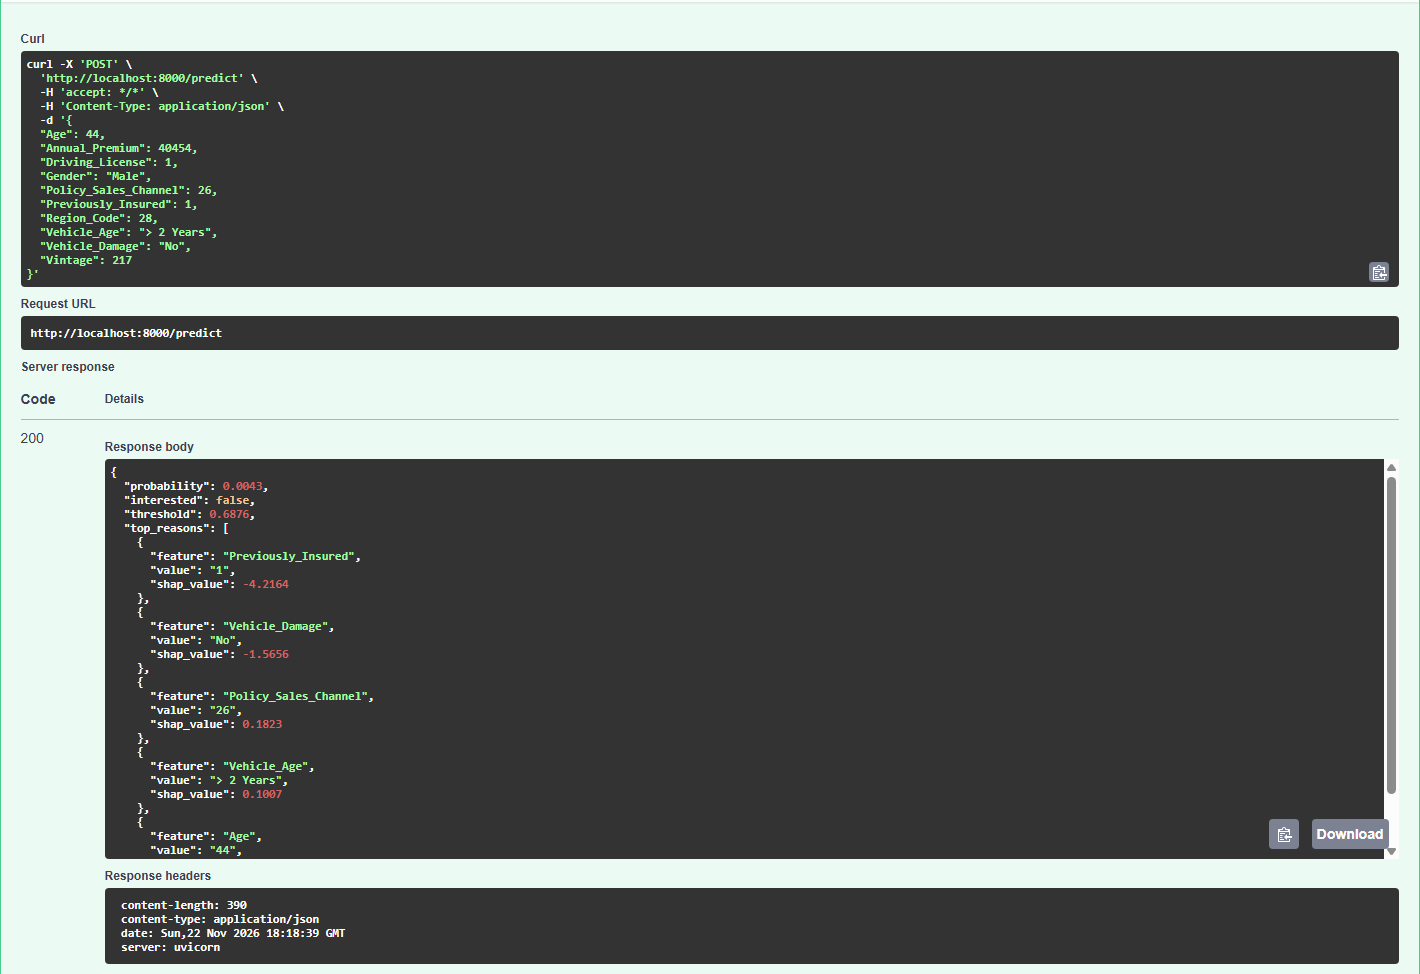 Curl
curl -X 'POST' \
  'http://localhost:8000/predict' \
  -H 'accept: */*' \
  -H 'Content-Type: application/json' \
  -d '{
  "Age": 44,
  "Annual_Premium": 40454,
  "Driving_License": 1,
  "Gender": "Male",
  "Policy_Sales_Channel": 26,
  "Previously_Insured": 1,
  "Region_Code": 28,
  "Vehicle_Age": "> 2 Years",
  "Vehicle_Damage": "No",
  "Vintage": 217
}'
Request URL
http://localhost:8000/predict
Server response
Code Details
200
Response body
{
  "probability": 0.0043,
  "interested": false,
  "threshold": 0.6876,
  "top_reasons": [
    {
      "feature": "Previously_Insured",
      "value": "1",
      "shap_value": -4.2164
    },
    {
      "feature": "Vehicle_Damage",
      "value": "No",
      "shap_value": -1.5656
    },
    {
      "feature": "Policy_Sales_Channel",
      "value": "26",
      "shap_value": 0.1823
    },
    {
      "feature": "Vehicle_Age",
      "value": "> 2 Years",
      "shap_value": 0.1007
    },
    {
      "feature": "Age",
      "value": "44",
Download
Response headers
content-length: 390
content-type: application/json
date: Sun,22 Nov 2026 18:18:39 GMT
server: uvicorn